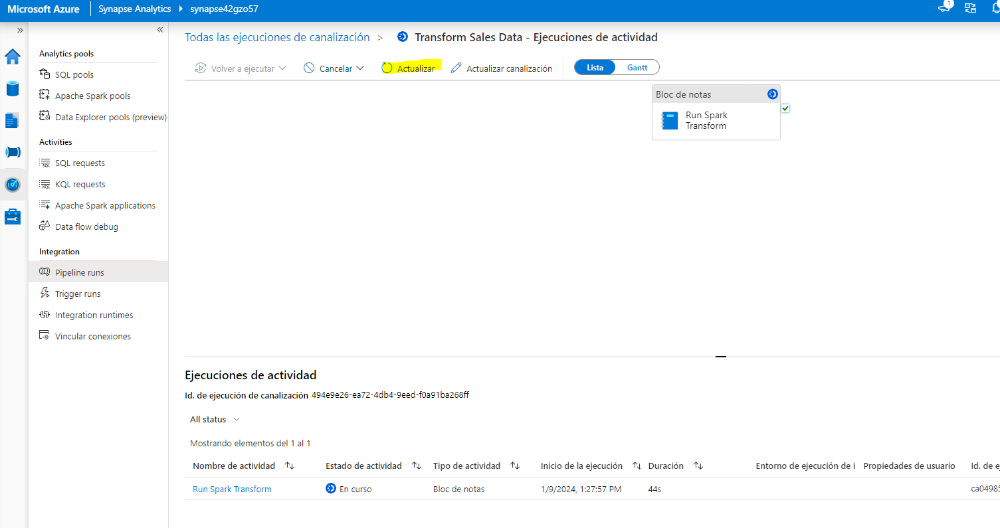 Microsoft Azure
Synapse Analytics
synapse42gzo57
1
Todas las ejecuciones de canalización >
Transform Sales Data - Ejecuciones de actividad
Analytics pools
SQL pools
Apache Spark pools
Data Explorer pools (preview)
Activities
SQL requests
KQL requests
Apache Spark applications
Data flow debug
Integration
Pipeline runs
Trigger runs
Integration runtimes
Vincular conexiones
Volver a ejecutar
Cancelar
Actualizar
Actualizar canalización
Lista
Gantt
Bloc de notas
Run Spark
Transform
Ejecuciones de actividad
Id. de ejecución de canalización 494e9e26-ea72-4db4-9eed-f0a91ba268ff
All status
Mostrando elementos del 1 al 1
Nombre de actividad Estado de actividad Tipo de actividad Inicio de la ejecución Duración Entorno de ejecución de i Propiedades de usuario Id. de ej
Run Spark Transform En curso Bloc de notas 1/9/2024, 1:27:57 PM 44s ca04985